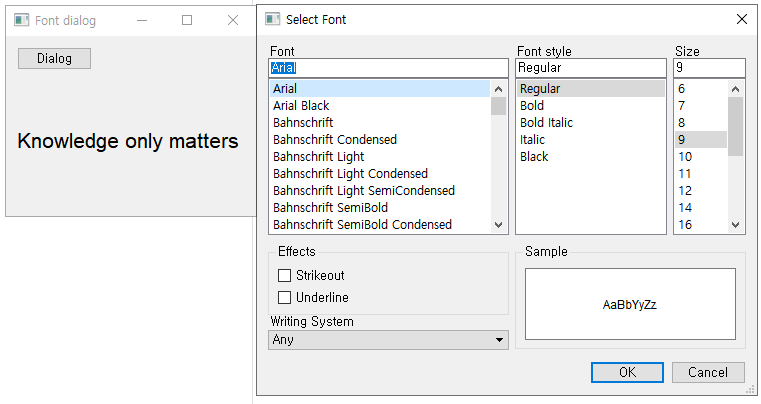 Font dialog
Dialog
Knowledge only matters
Select Font
Font
Arial
Arial
Arial Black
Bahnschrift
Bahnschrift Condensed
Bahnschrift Light
Bahnschrift Light Condensed
Bahnschrift Light SemiCondensed
Bahnschrift SemiBold
Bahnschrift SemiBold Condensed
Font style
Regular
Regular
Bold
Bold Italic
Italic
Black
Size
9
6
7
8
9
10
11
12
14
16
Effects
Strikeout
Underline
Writing System
Any
Sample
AaBbYyZz
OK
Cancel